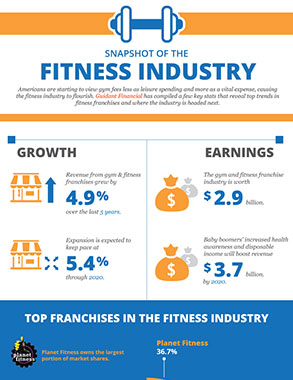 SNAPSHOT OF THE
FITNESS INDUSTRY
Americans are starting to view gym fees less as leisure spending and more as a vital expense, causing
the fitness industry to flourish. Guidant Financial has compiled a few key stats that reveal top trends in
fitness franchises and where the industry is headed next.
GROWTH
Revenue from gym & fitness
franchises grew by
4.9%
over the last 5 years.
Expansion is expected to
keep pace at
5.4%
through 2020.
EARNINGS
The gym and fitness franchise
industry is worth
$2.9 billion.
Baby boomers' increased health
awareness and disposable
income will boost revenue
$3.7 billion.
by 2020.
TOP FRANCHISES IN THE FITNESS INDUSTRY
planet
fitness
Planet Fitness owns the largest
portion of market shares.
Planet Fitness
36.7%